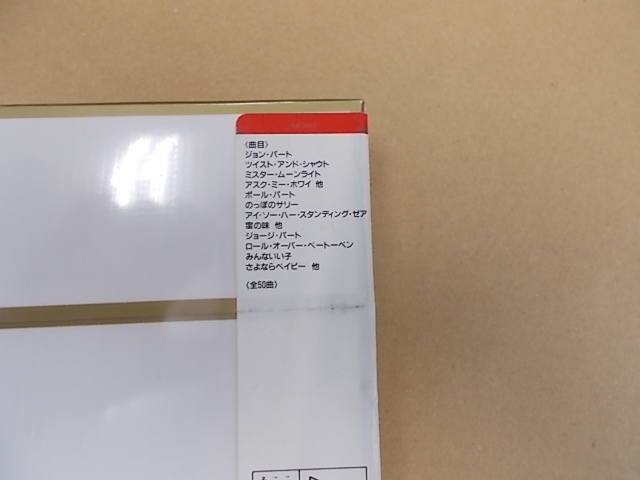 〈曲目〉
ジョン・パート
ツイスト・アンド・シャウト
ミスター・ムーンライト
アスク・ミー・ホワイ 他
ポール・パート
のっぽのサリー
アイ・ソー・ハー・スタンディング・ゼア
蜜の味 他
ジョージ・パート
ロール・オーバー・ベートーベン
みんないい子
さよならベイビー 他
〈全50曲〉